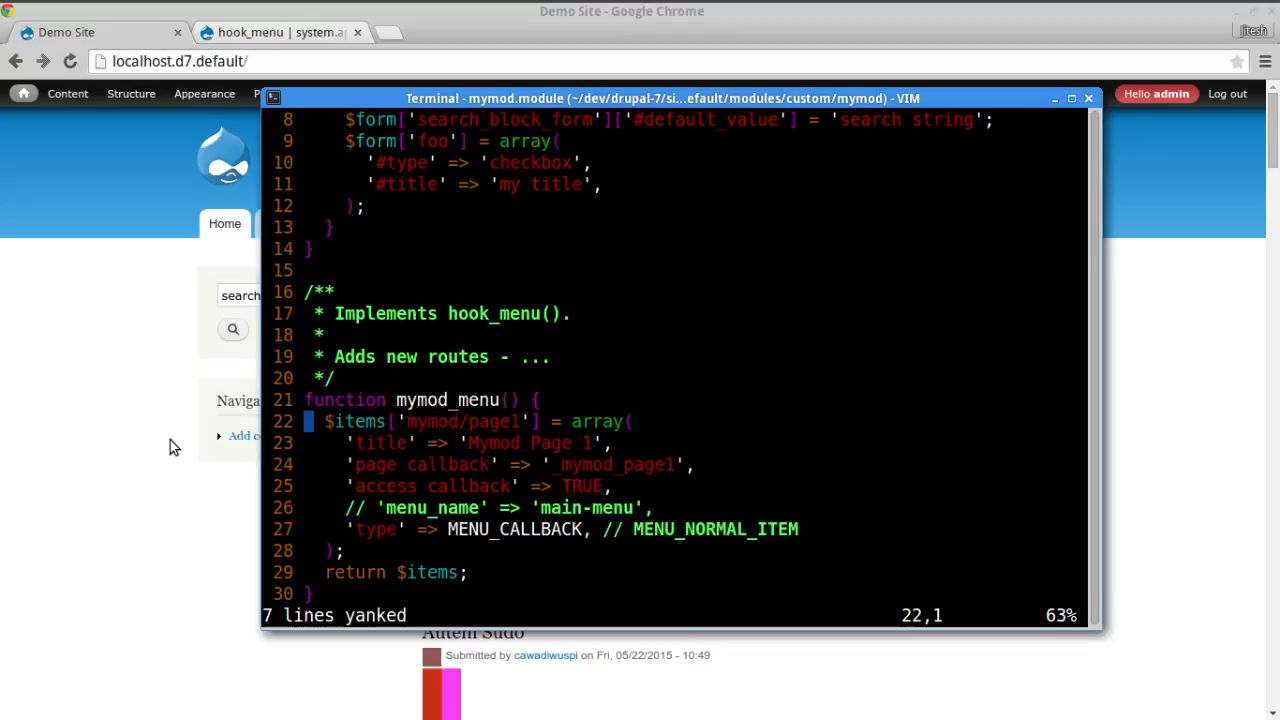 Demo Site - Google Chrome
Demo Site
hook_menu | system.ap
jitesh
localhost.d7.default/
Content Structure Appearance P
Hello admin Log out
Home
search
Naviga
Add co
Terminal - mymod.module (~/dev/drupal-7/si...efault/modules/custom/mymod) - VIM
8 $form['search_block_form']['#default_value'] = 'search string';
9 $form['foo'] = array(
10 '#type' => 'checkbox',
11 '#title' => 'my title',
12 );
13 }
14 }
15
16 /**
17 * Implements hook_menu().
18 *
19 * Adds new routes - ...
20 */
21 function mymod_menu() {
22 $items['mymod/page1'] = array(
23 'title' => 'Mymod Page 1',
24 'page callback' => '_mymod_page1',
25 'access callback' => TRUE,
26 // 'menu_name' => 'main-menu',
27 'type' => MENU_CALLBACK, // MENU_NORMAL_ITEM
28 );
29 return $items;
30 }
7 lines yanked 22,1 63%
Autem Sudo
Submitted by cawadiwuspi on Fri, 05/22/2015 - 10:49